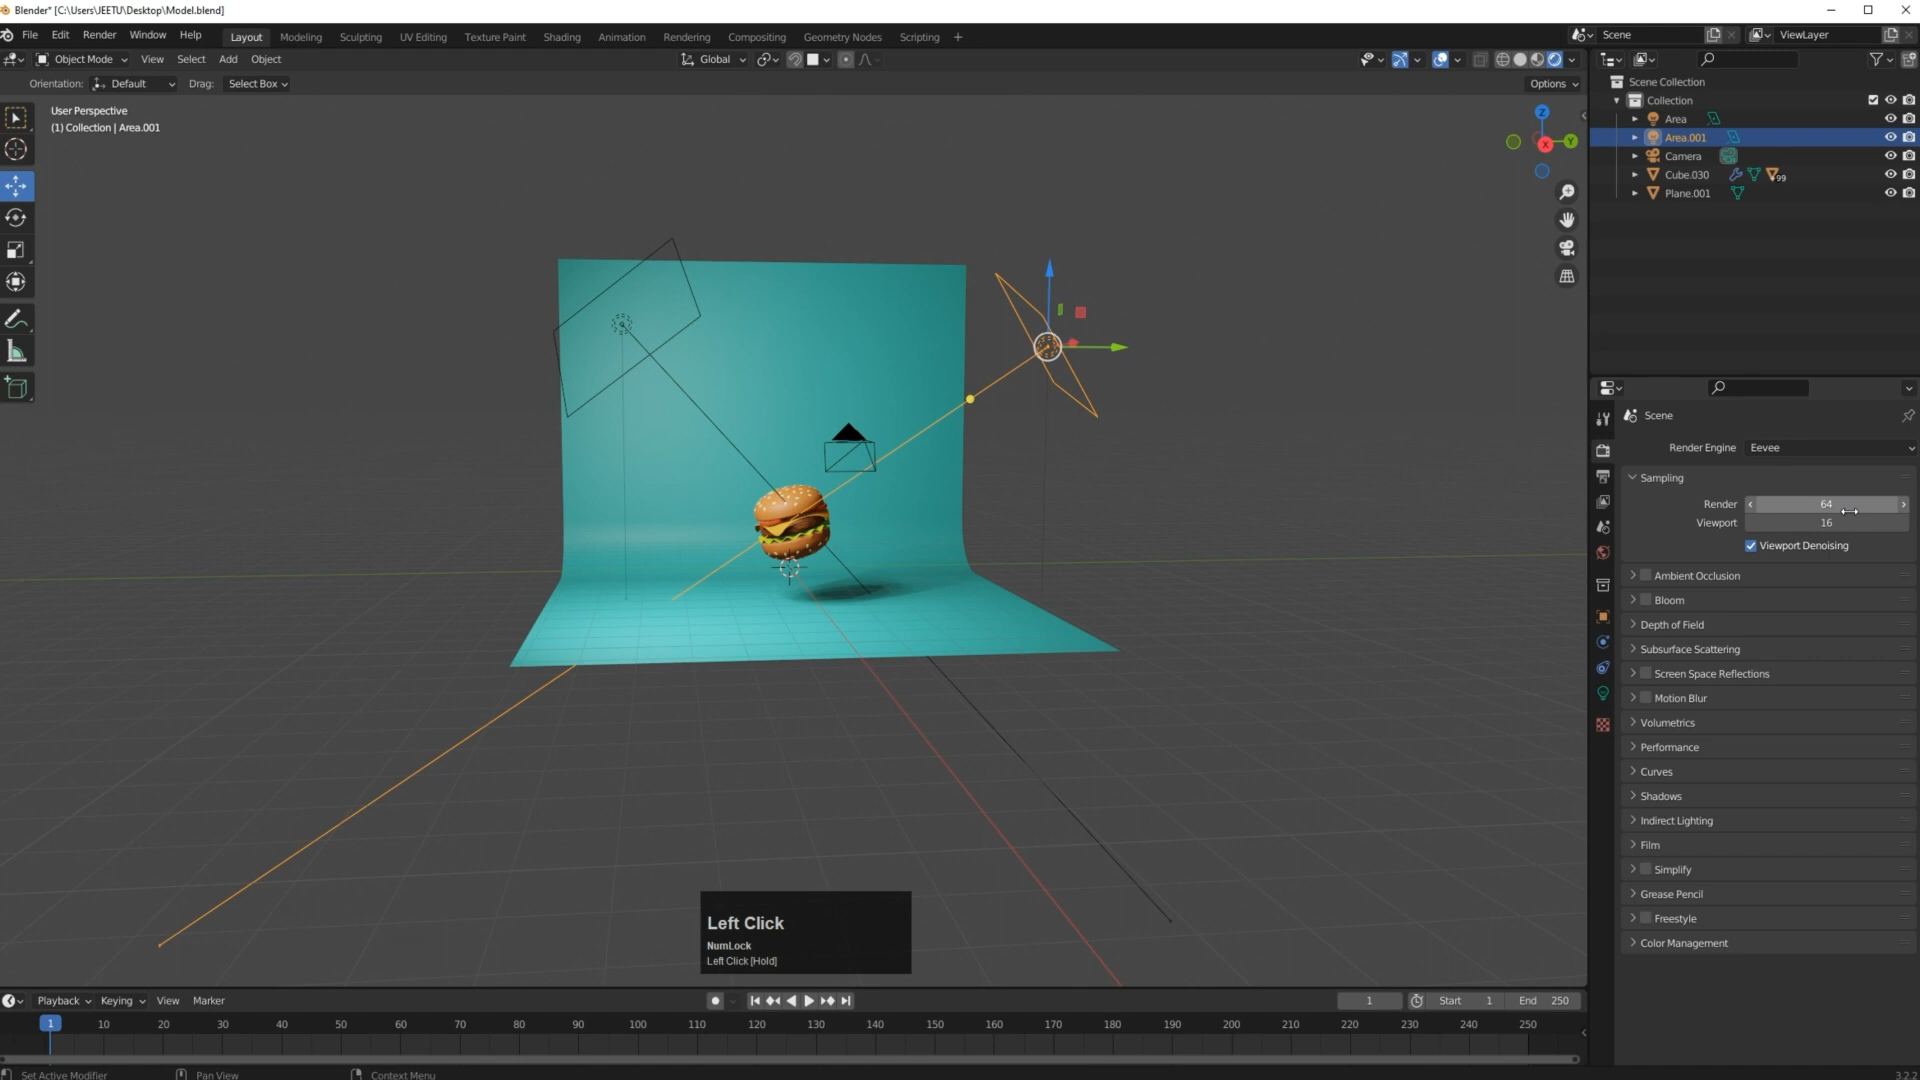 Blender* [C:\Users\JEETU\Desktop\Model.blend]
File Edit Render Window Help Layout Modeling Sculpting UV Editing Texture Paint Shading Animation Rendering Compositing Geometry Nodes Scripting + Scene ViewLayer
Object Mode View Select Add Object Global
Orientation: Default Drag: Select Box Options
User Perspective
(1) Collection | Area.001
Z
Y
X
Scene Collection
Collection
Area
Area.001
Camera
Cube.030 99
Plane.001
Scene
Render Engine Eevee
Sampling
Render 64
Viewport 16
Viewport Denoising
Ambient Occlusion
Bloom
Depth of Field
Subsurface Scattering
Screen Space Reflections
Motion Blur
Volumetrics
Performance
Curves
Shadows
Indirect Lighting
Film
Simplify
Grease Pencil
Freestyle
Color Management
Left Click
NumLock
Left Click [Hold]
Playback Keying View Marker 1 Start 1 End 250
1 10 20 30 40 50 60 70 80 90 100 110 120 130 140 150 160 170 180 190 200 210 220 230 240 250
Set Active Modifier Pan View Context Menu 3.2.2